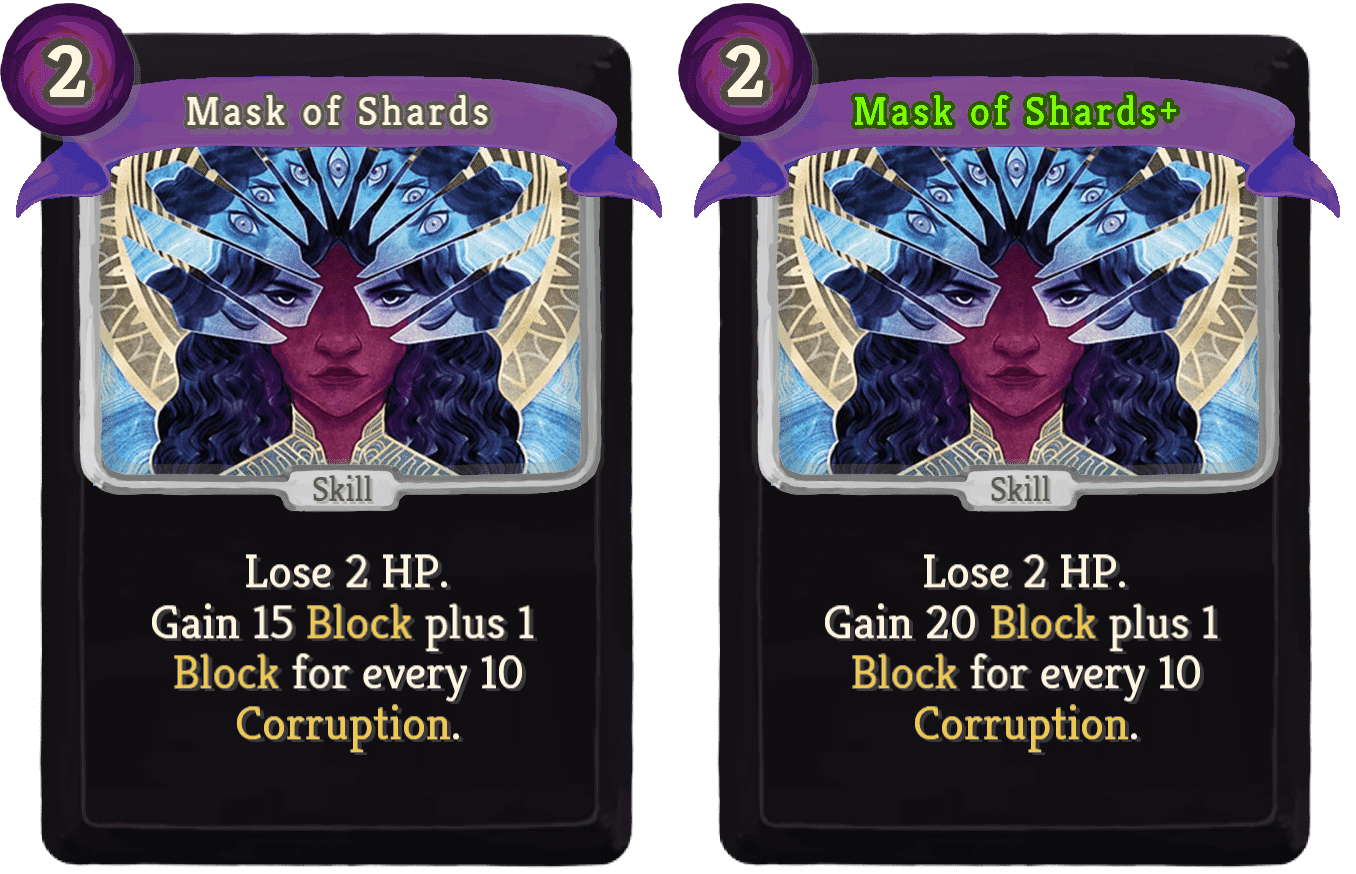 2
Mask of Shards
Skill
Lose 2 HP.
Gain 15 Block plus 1
Block for every 10
Corruption.
2
Mask of Shards+
Skill
Lose 2 HP.
Gain 20 Block plus 1
Block for every 10
Corruption.